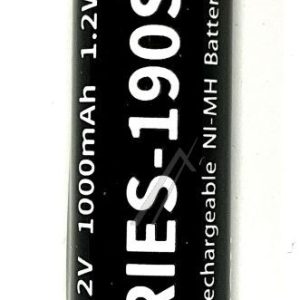 2V 1000mAh 1.2V
RIES-190S
echargeable NI-MH Batter